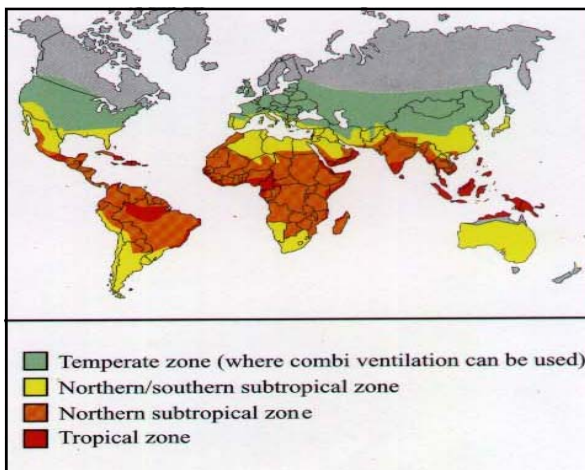 Temperate zone (where combi ventilation can be used)
Northern/southern subtropical zone
Northern subtropical zone
Tropical zone